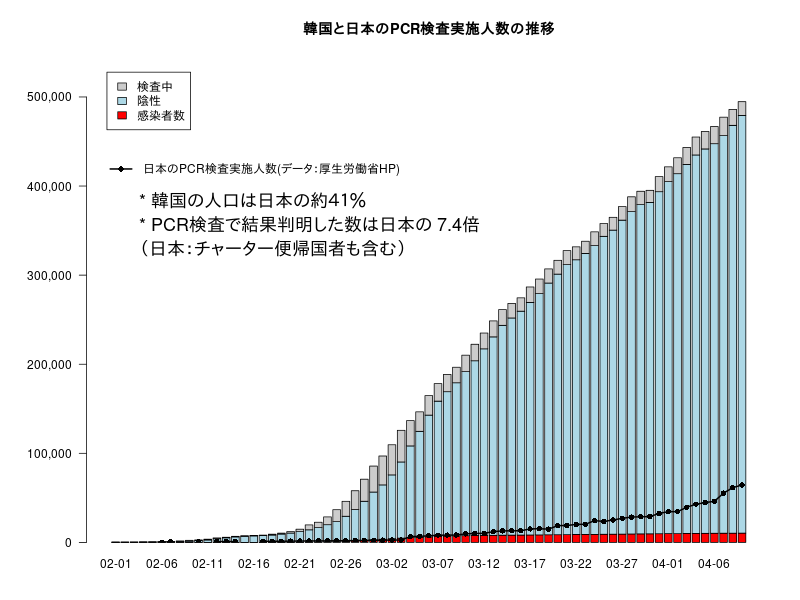 韓国と日本のPCR検査実施人数の推移
検査中
陰性
感染者数
日本のPCR検査実施人数(データ:厚生労働省HP)
* 韓国の人口は日本の約41%
* PCR検査で結果判明した数は日本の 7.4倍
（日本：チャーター便帰国者も含む）
500,000
400,000
300,000
200,000
100,000
0
02-01 02-06 02-11 02-16 02-21 02-26 03-02 03-07 03-12 03-17 03-22 03-27 04-01 04-06